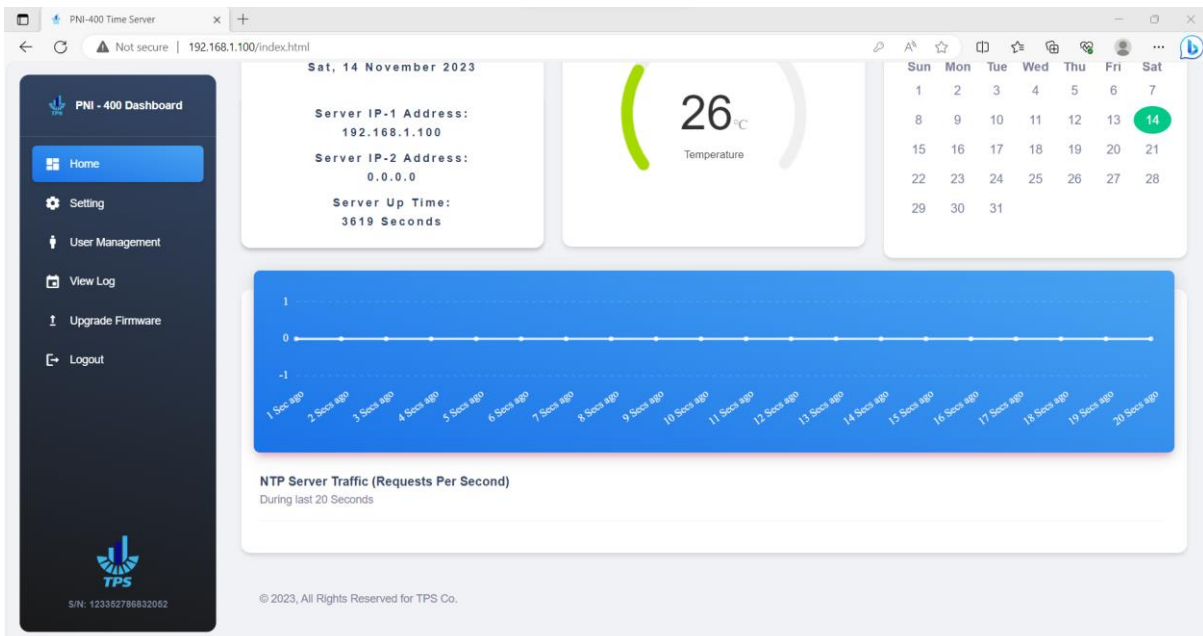 PNI-400 Time Server
Not secure | 192.168.1.100/index.html
PNI - 400 Dashboard
Home
Setting
User Management
View Log
Upgrade Firmware
Logout
TPS
S/N: 123352786832052
Sat, 14 November 2023
Server IP-1 Address:
192.168.1.100
Server IP-2 Address:
0.0.0.0
Server Up Time:
3619 Seconds
26 °C
Temperature
Sun Mon Tue Wed Thu Fri Sat
1 2 3 4 5 6 7
8 9 10 11 12 13 14
15 16 17 18 19 20 21
22 23 24 25 26 27 28
29 30 31
1
0
-1
1 Sec ago 2 Secs ago 3 Secs ago 4 Secs ago 5 Secs ago 6 Secs ago 7 Secs ago 8 Secs ago 9 Secs ago 10 Secs ago 11 Secs ago 12 Secs ago 13 Secs ago 14 Secs ago 15 Secs ago 16 Secs ago 17 Secs ago 18 Secs ago 19 Secs ago 20 Secs ago
NTP Server Traffic (Requests Per Second)
During last 20 Seconds
© 2023, All Rights Reserved for TPS Co.